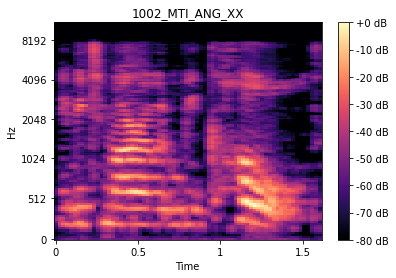 1002_MTI_ANG_XX
+0 dB
8192
-10 dB
4096
-20 dB
-30 dB
2048
-40 dB
Hz
1024
-50 dB
-60 dB
512
-70 dB
0
-80 dB
0
0.5
1
1.5
Time